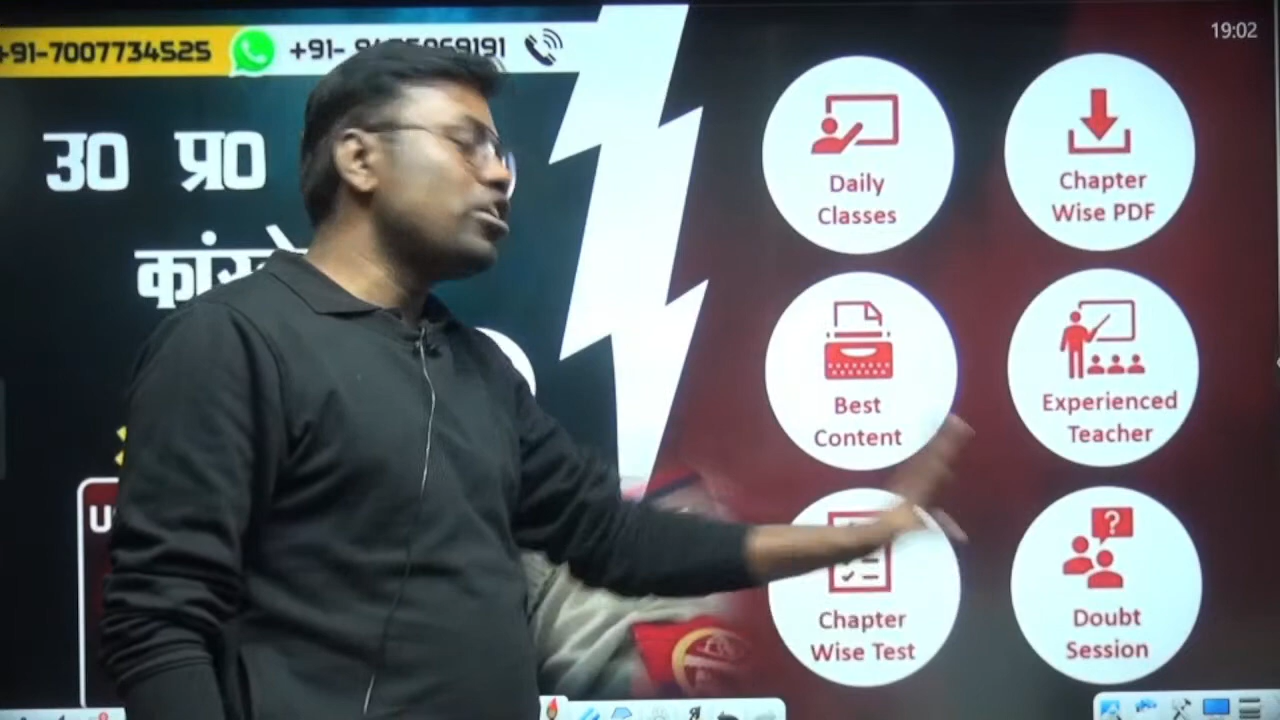 +91-7007734525
+91-
19:02
उ० प्र०
Daily
Classes
Chapter
Wise PDF
Best
Content
Experienced
Teacher
Chapter
Wise Test
Doubt
Session